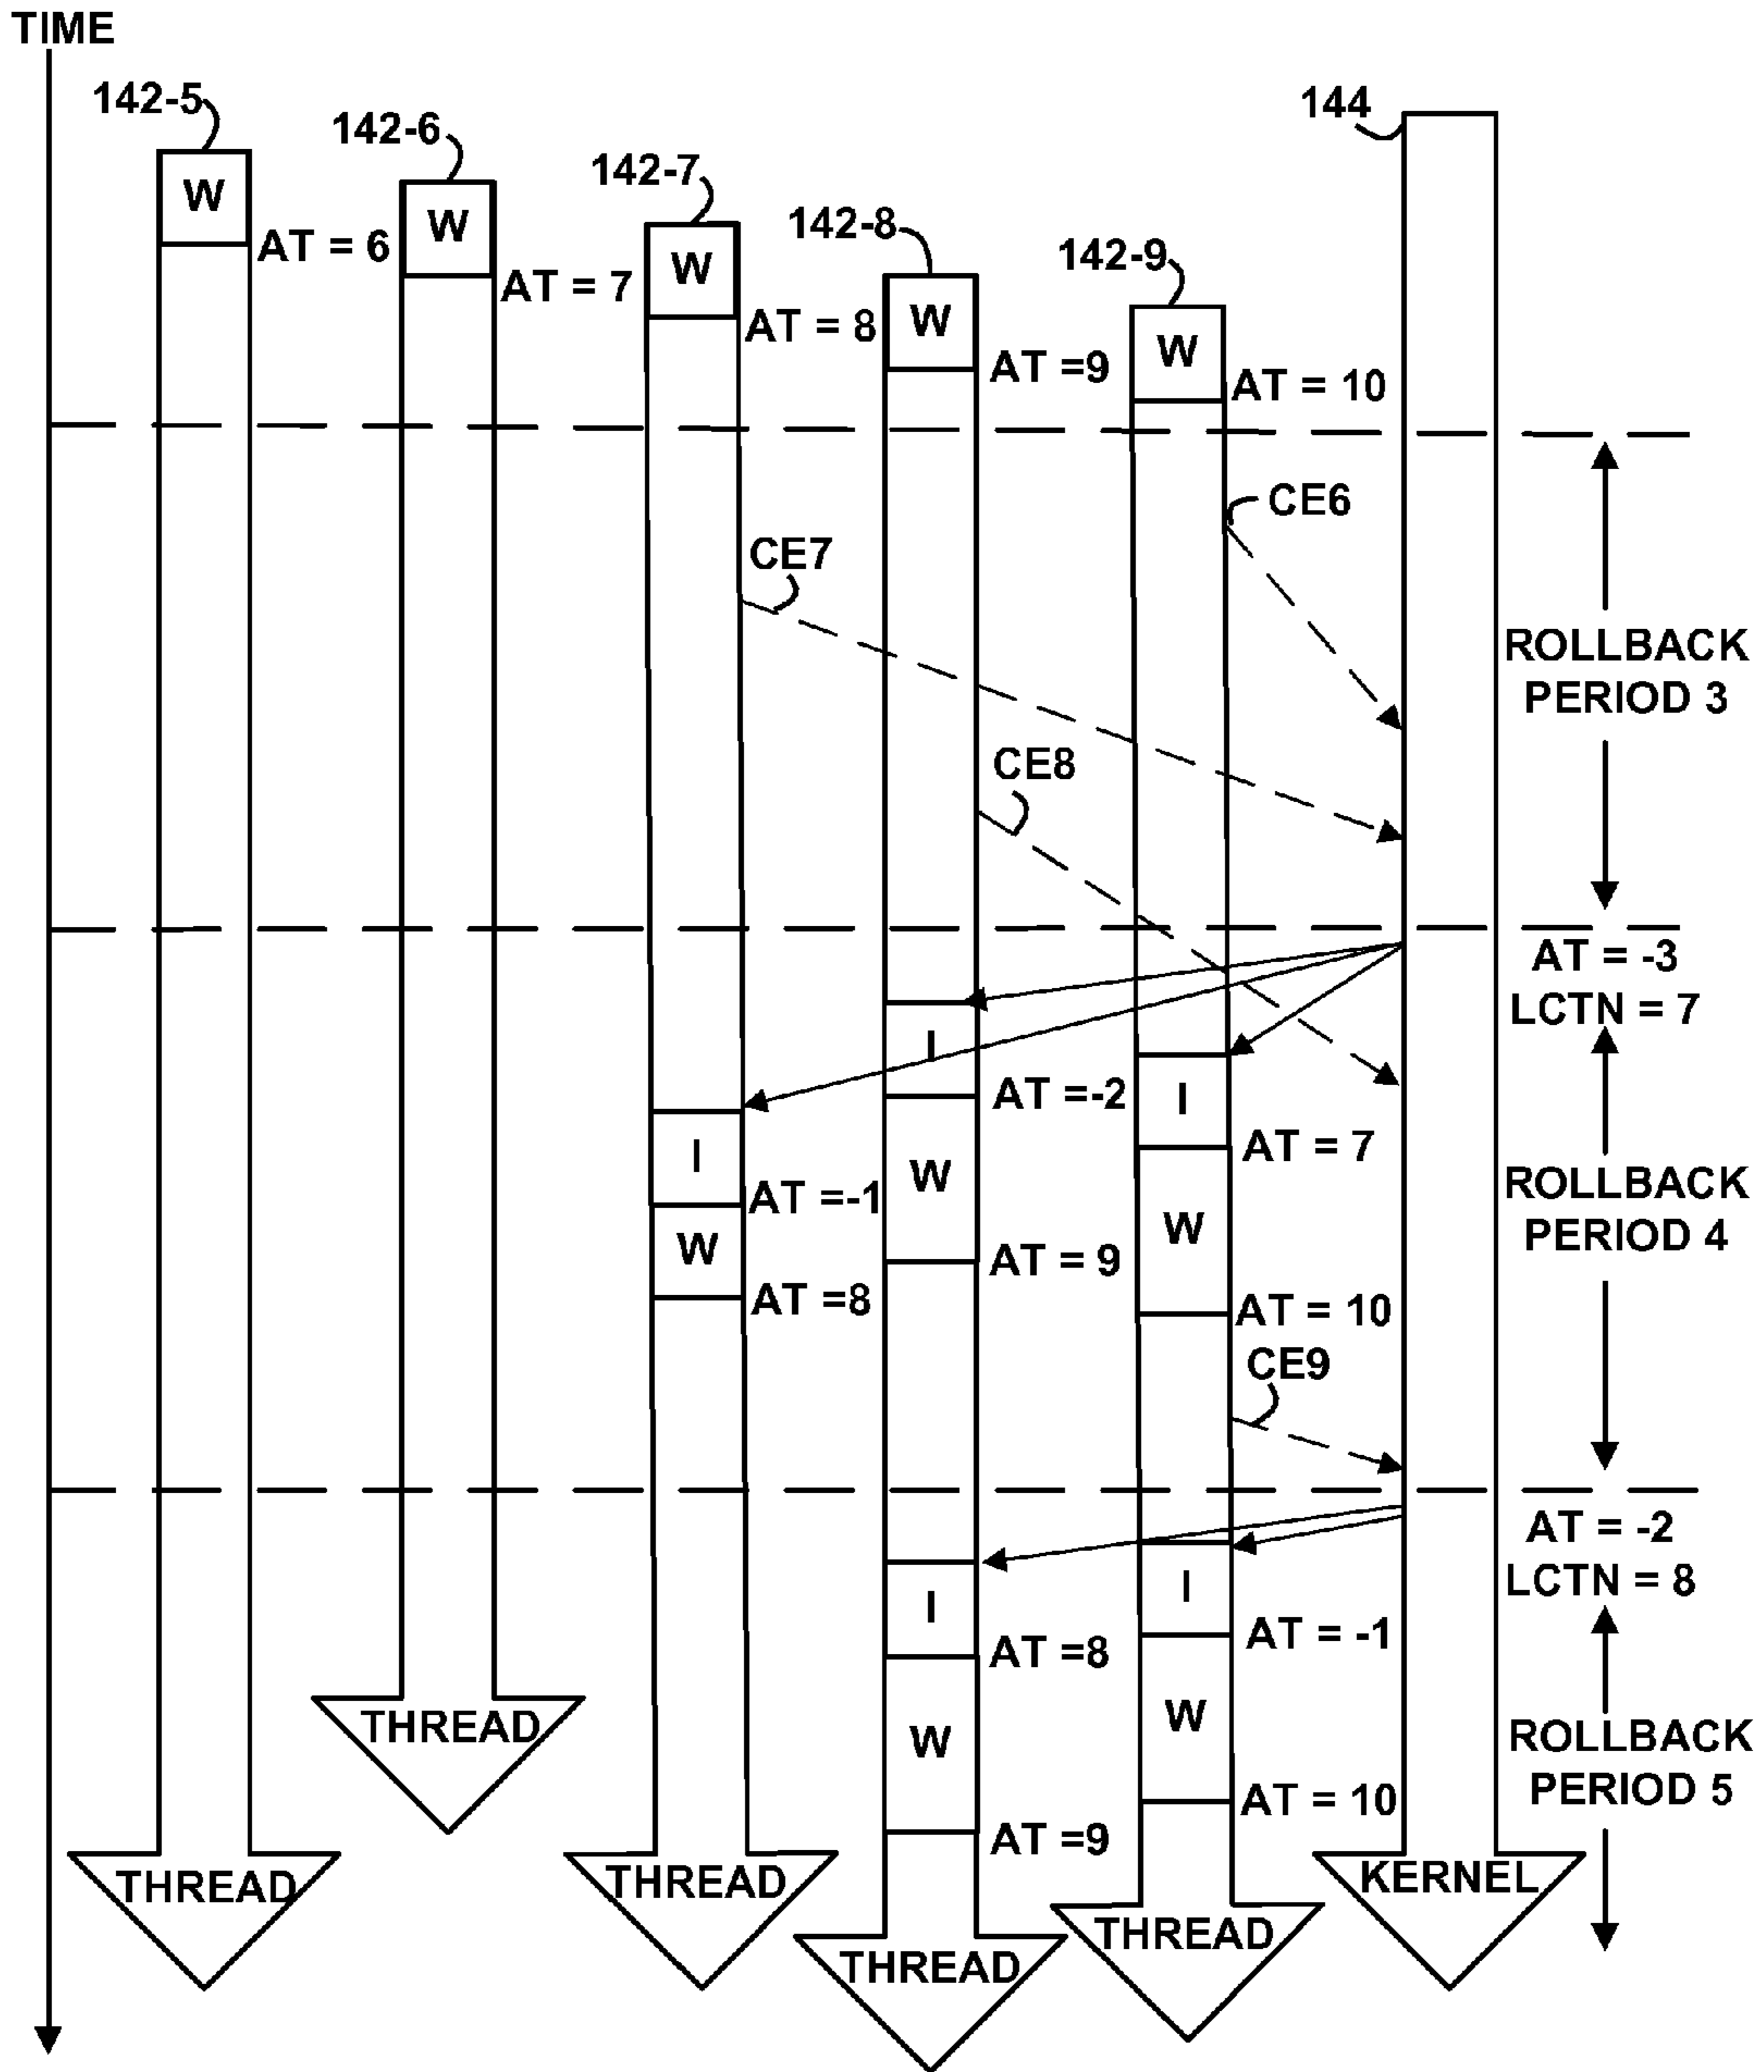 TIME
142-5
142-6
142-7
142-8
142-9
144
W
W
W
W
W
AT = 6
AT = 7
AT = 8
AT =9
AT = 10
CE6
CE7
CE8
ROLLBACK
PERIOD 3
AT = -3
LCTN = 7
I
AT =-2
I
AT = 7
I
AT =-1
W
W
W
ROLLBACK
PERIOD 4
AT = 9
AT =8
AT = 10
CE9
AT = -2
LCTN = 8
I
I
AT = -1
AT =8
W
W
ROLLBACK
PERIOD 5
AT = 10
AT =9
THREAD
THREAD
THREAD
THREAD
THREAD
KERNEL